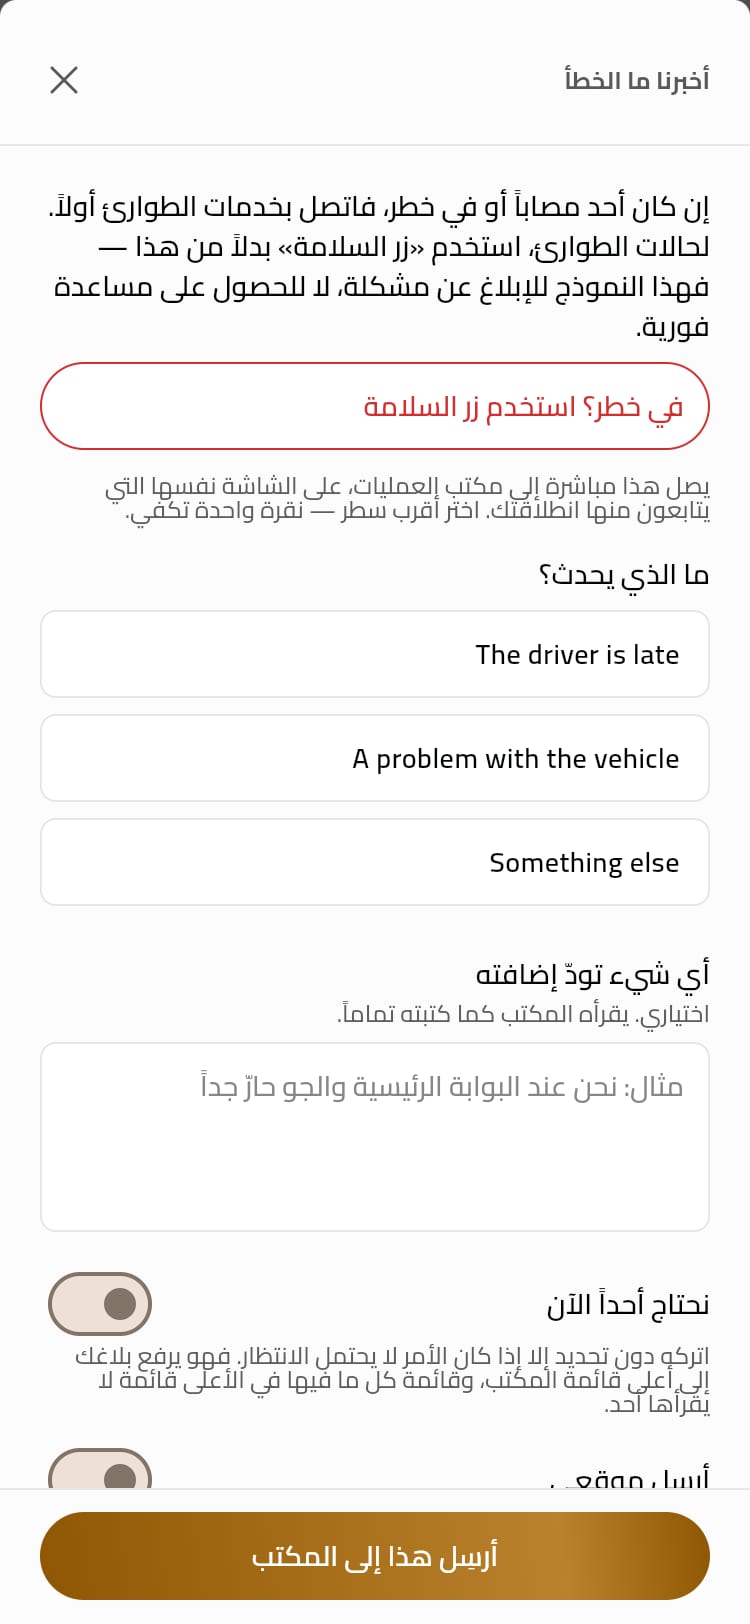 أخبرنا ما الخطأ
إن كان أحد مصاباً أو في خطر، فاتصل بخدمات الطوارئ أولاً.
لحالات الطوارئ، استخدم «زر السلامة» بدلاً من هذا —
فهذا النموذج للإبلاغ عن مشكلة، لا للحصول على مساعدة
فورية.
في خطر؟ استخدم زر السلامة
يصل هذا مباشرة إلى مكتب العمليات، على الشاشة نفسها التي
يتابعون منها انطلاقتك. اختر أقرب سطر — نقرة واحدة تكفي.
ما الذي يحدث؟
The driver is late
A problem with the vehicle
Something else
أي شيء تودّ إضافته
اختياري. يقرأه المكتب كما كتبته تماماً.
مثال: نحن عند البوابة الرئيسية والجو حارّ جداً
نحتاج أحداً الآن
اتركه دون تحديد إلا إذا كان الأمر لا يحتمل الانتظار. فهو يرفع بلاغك
إلى أعلى قائمة المكتب، وقائمة كل ما فيها في الأعلى قائمة لا
يقرأها أحد.
أرسل موقعي
أرسِل هذا إلى المكتب